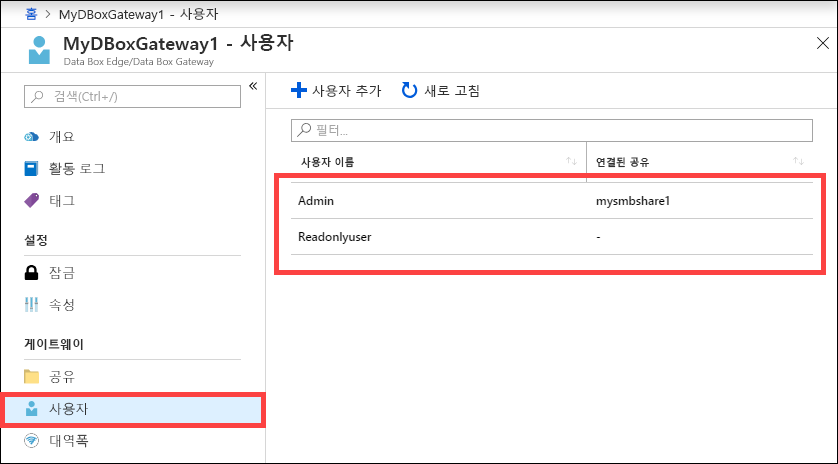 홈 > MyDBoxGateway1 - 사용자
MyDBoxGateway1 - 사용자
Data Box Edge/Data Box Gateway
검색(Ctrl+/)
개요
활동 로그
태그
설정
잠금
속성
게이트웨이
공유
사용자
대역폭
사용자 추가 새로 고침
필터...
사용자 이름 연결된 공유
Admin mysmbshare1
Readonlyuser -